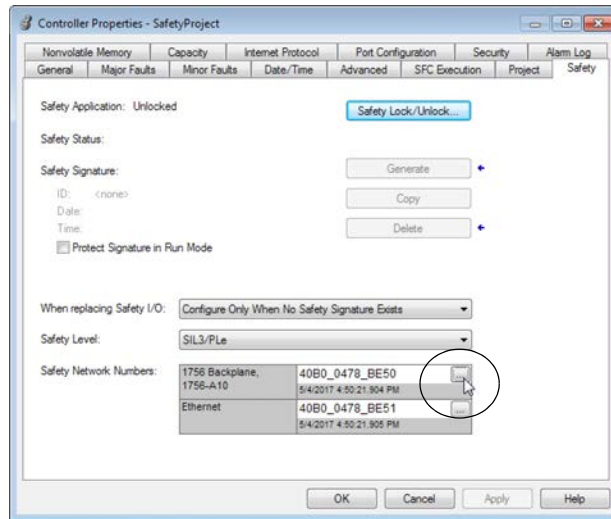 Controller Properties - SafetyProject
Nonvolatile Memory Capacity Internet Protocol Port Configuration Security Alarm Log
General Major Faults Minor Faults Date/Time Advanced SFC Execution Project Safety
Safety Application: Unlocked
Safety Lock/Unlock...
Safety Status:
Safety Signature:
Generate
ID: <none>
Copy
Date:
Time:
Delete
Protect Signature in Run Mode
When replacing Safety I/O: Configure Only When No Safety Signature Exists
Safety Level: SIL3/PLe
Safety Network Numbers: 1756 Backplane, 40B0_0478_BE50 ...
1756-A10 5/4/2017 4:50:21.904 PM
Ethernet 40B0_0478_BE51 ...
5/4/2017 4:50:21.905 PM
OK Cancel Apply Help